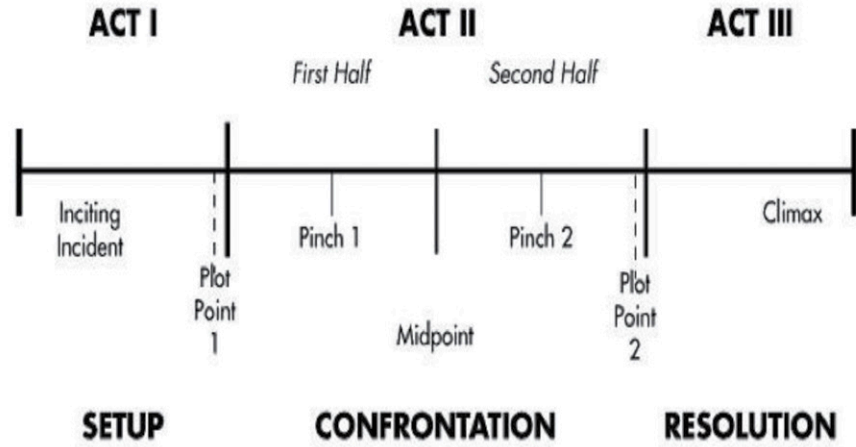 ACT I
ACT II
ACT III
First Half
Second Half
Inciting
Incident
Pinch 1
Pinch 2
Climax
Plot
Point
1
Midpoint
Plot
Point
2
SETUP
CONFRONTATION
RESOLUTION